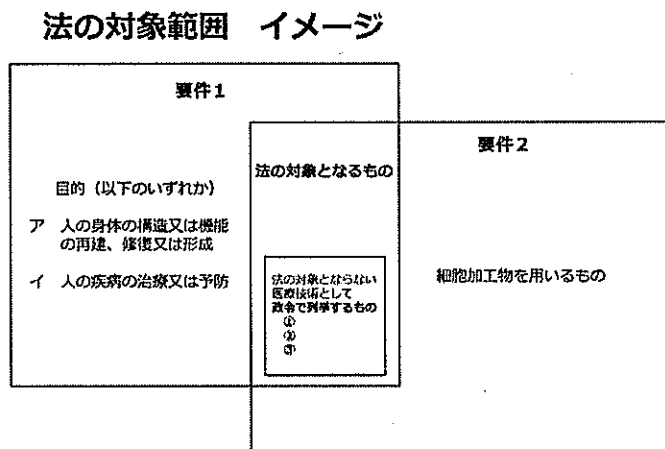 法の対象範囲　イメージ
要件１
目的（以下のいずれか）
ア　人の身体の構造又は機能
の再建、修復又は形成
イ　人の疾病の治療又は予防
法の対象となるもの
法の対象とならない
医療技術として
政令で列挙するもの
①
②
③
要件２
細胞加工物を用いるもの